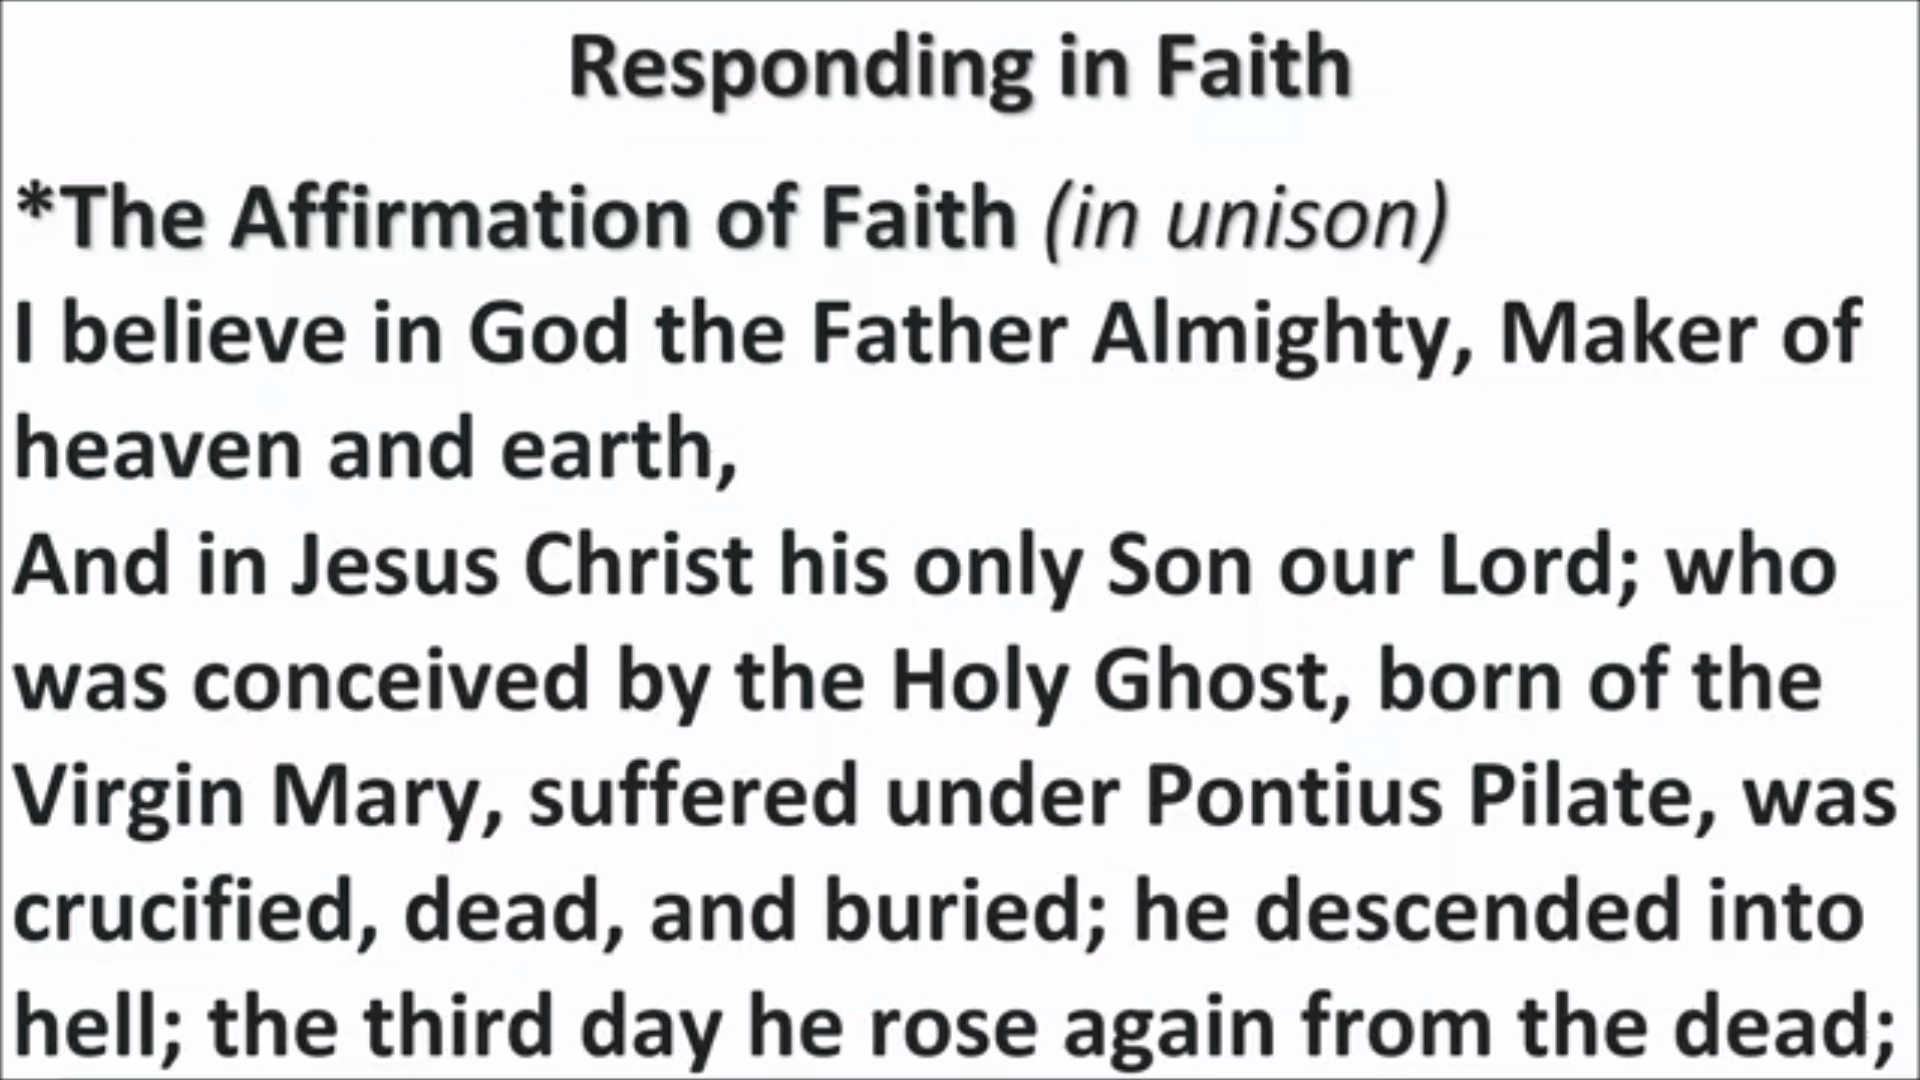 Responding in Faith
*The Affirmation of Faith (in unison)
I believe in God the Father Almighty, Maker of
heaven and earth,
And in Jesus Christ his only Son our Lord; who
was conceived by the Holy Ghost, born of the
Virgin Mary, suffered under Pontius Pilate, was
crucified, dead, and buried; he descended into
hell; the third day he rose again from the dead;